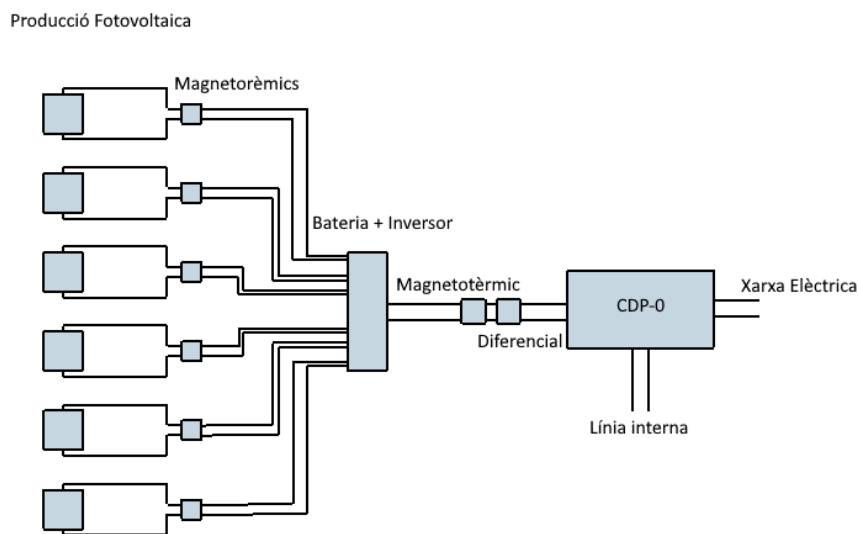 Producció Fotovoltaica
Magnetorèmics
Bateria + Inversor
Magnetotèrmic
Diferencial
CDP-0
Xarxa Elèctrica
Línia interna